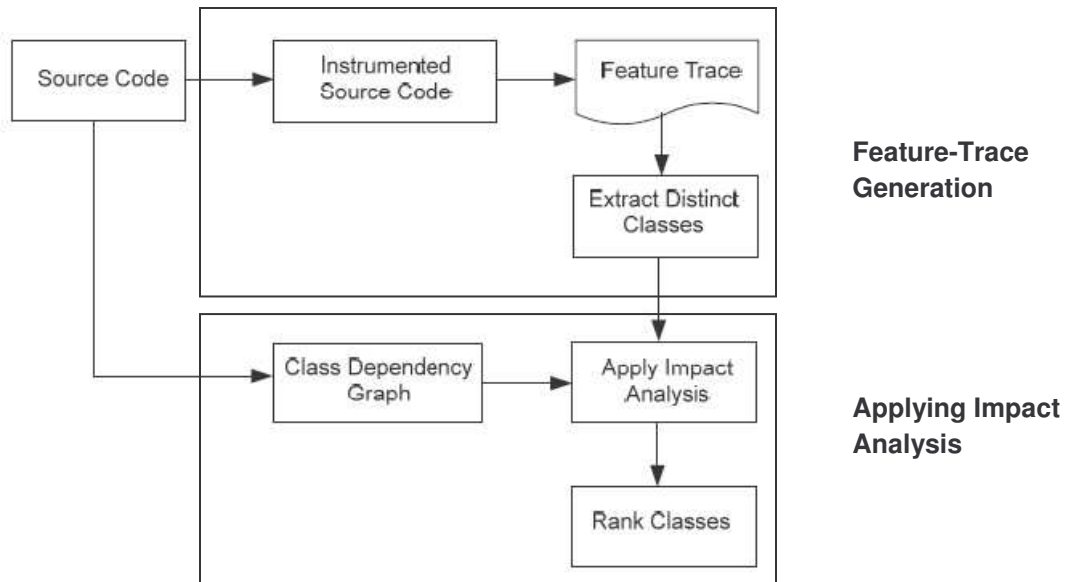 Source Code
Instrumented
Source Code
Feature Trace
Extract Distinct
Classes
Feature-Trace
Generation
Class Dependency
Graph
Apply Impact
Analysis
Rank Classes
Applying Impact
Analysis